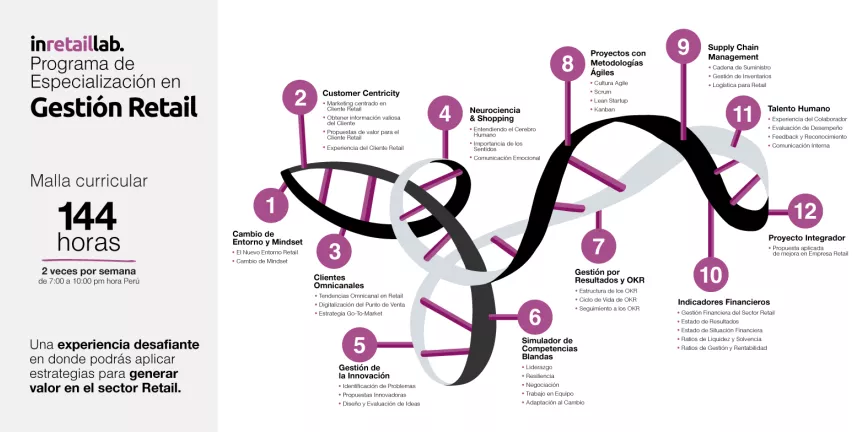 inretaillab.
Programa de
Especialización en
Gestión Retail
Malla curricular
144
horas
2 veces por semana
de 7:00 a 10:00 pm hora Perú
Una experiencia desafiante
en donde podrás aplicar
estrategias para generar
valor en el sector Retail.
1
Cambio de
Entorno y Mindset
• El Nuevo Entorno Retail
• Cambio de Mindset
2
Customer Centricity
• Marketing centrado en
Cliente Retail
• Obtener información valiosa
del Cliente
• Propuestas de valor para el
Cliente Retail
• Experiencia del Cliente Retail
3
Clientes
Omnicanales
• Tendencias Omnicanal en Retail
• Digitalización del Punto de Venta
• Estrategia Go-To-Market
4
Neurociencia
& Shopping
• Entendiendo el Cerebro
Humano
• Importancia de los
Sentidos
• Comunicación Emocional
5
Gestión de
la Innovación
• Identificación de Problemas
• Propuestas Innovadoras
• Diseño y Evaluación de Ideas
6
Simulador de
Competencias
Blandas
• Liderazgo
• Resiliencia
• Negociación
• Trabajo en Equipo
• Adaptación al Cambio
7
Gestión por
Resultados y OKR
• Estructura de los OKR
• Ciclo de Vida de OKR
• Seguimiento a los OKR
8
Proyectos con
Metodologías
Ágiles
• Cultura Agile
• Scrum
• Lean Startup
• Kanban
9
Supply Chain
Management
• Cadena de Suministro
• Gestión de Inventarios
• Logística para Retail
10
Indicadores Financieros
• Gestión Financiera del Sector Retail
• Estado de Resultados
• Estado de Situación Financiera
• Ratios de Liquidez y Solvencia
• Ratios de Gestión y Rentabilidad
11
Talento Humano
• Experiencia del Colaborador
• Evaluación de Desempeño
• Feedback y Reconocimiento
• Comunicación Interna
12
Proyecto Integrador
• Propuesta aplicada
de mejora en Empresa Retail